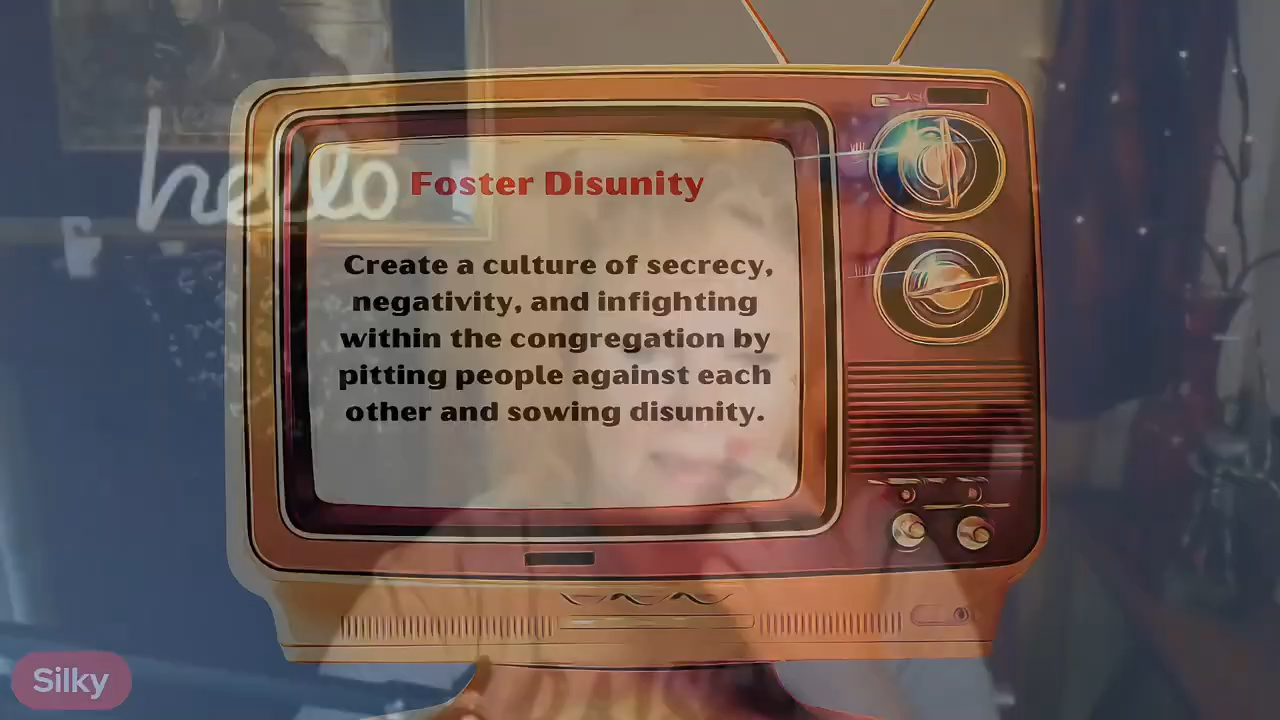 hello
Foster Disunity
Create a culture of secrecy,
negativity, and infighting
within the congregation by
pitting people against each
other and sowing disunity.
Silky